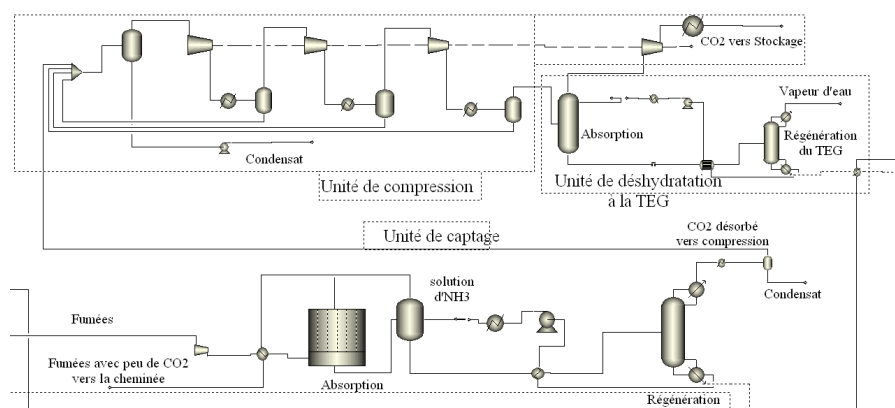 CO2 vers Stockage
Vapeur d'eau
Absorption
Régénération
du TEG
Condensat
Unité de compression
Unité de déshydratation
à la TEG
Unité de captage
CO2 désorbé
vers compression
solution
d'NH3
Condensat
Fumées
Fumées avec peu de CO2
vers la cheminée
Absorption
Régénération